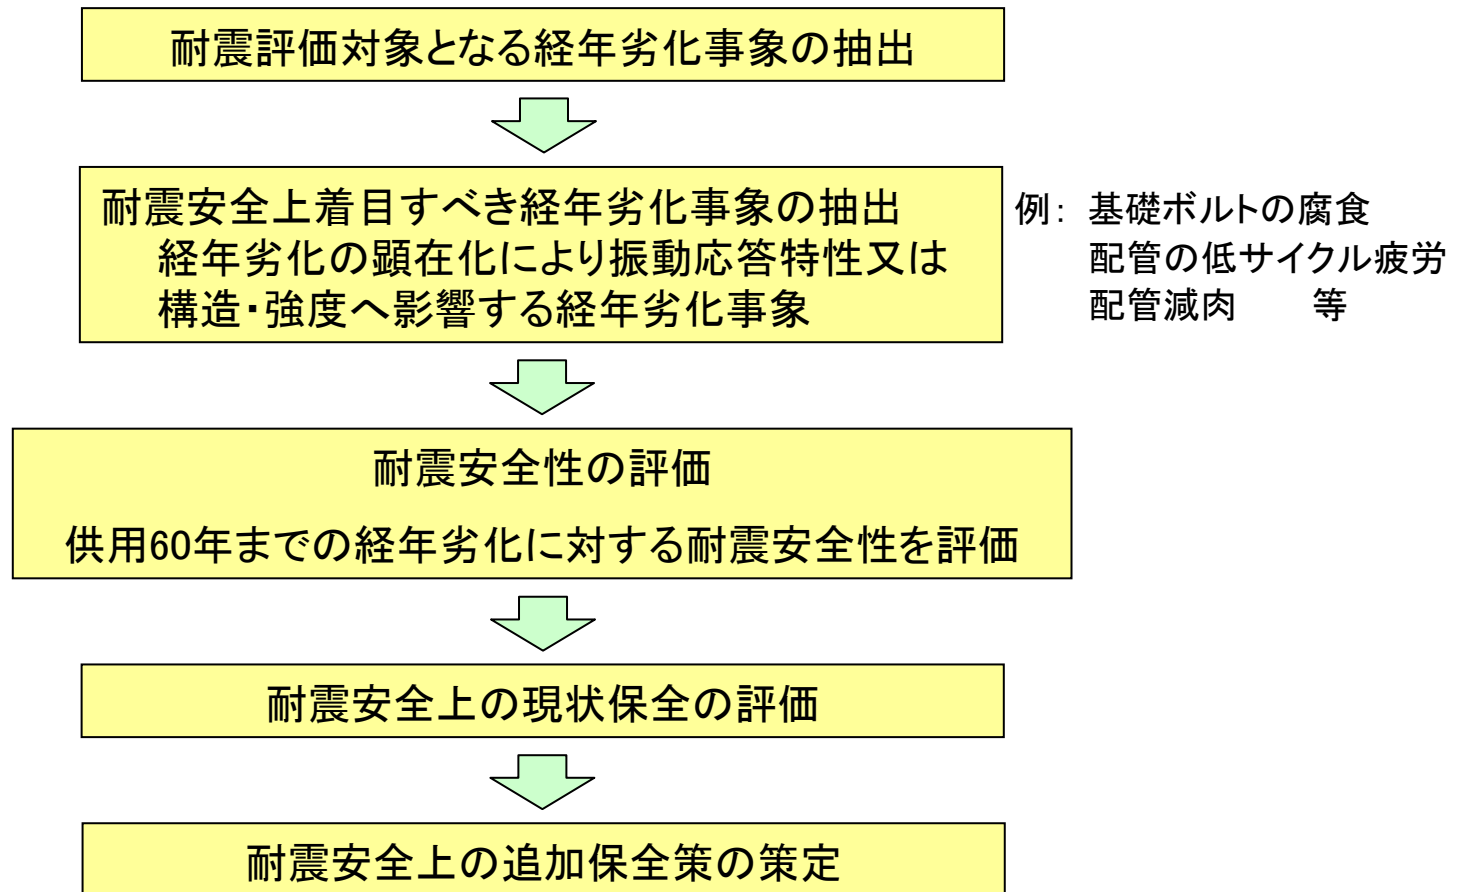 耐震評価対象となる経年劣化事象の抽出
耐震安全上着目すべき経年劣化事象の抽出
経年劣化の顕在化により振動応答特性又は
構造・強度へ影響する経年劣化事象
例： 基礎ボルトの腐食
配管の低サイクル疲労
配管減肉　　等
耐震安全性の評価
供用60年までの経年劣化に対する耐震安全性を評価
耐震安全上の現状保全の評価
耐震安全上の追加保全策の策定